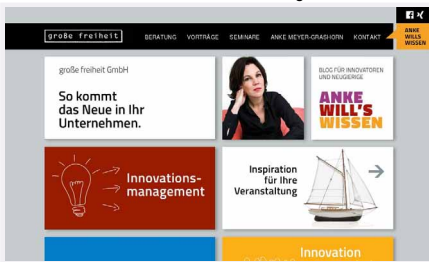 große freiheit
BERATUNG VORTRÄGE SEMINARE ANKE MEYER-GRASHORN KONTAKT
ANKE
WILLS
WISSEN
große freiheit GmbH
So kommt
das Neue in Ihr
Unternehmen.
BLOG FÜR INNOVATOREN
UND NEUGIERIGE
ANKE
WILL'S
WISSEN
Innovations-
management
Inspiration
für Ihre
Veranstaltung
Innovation